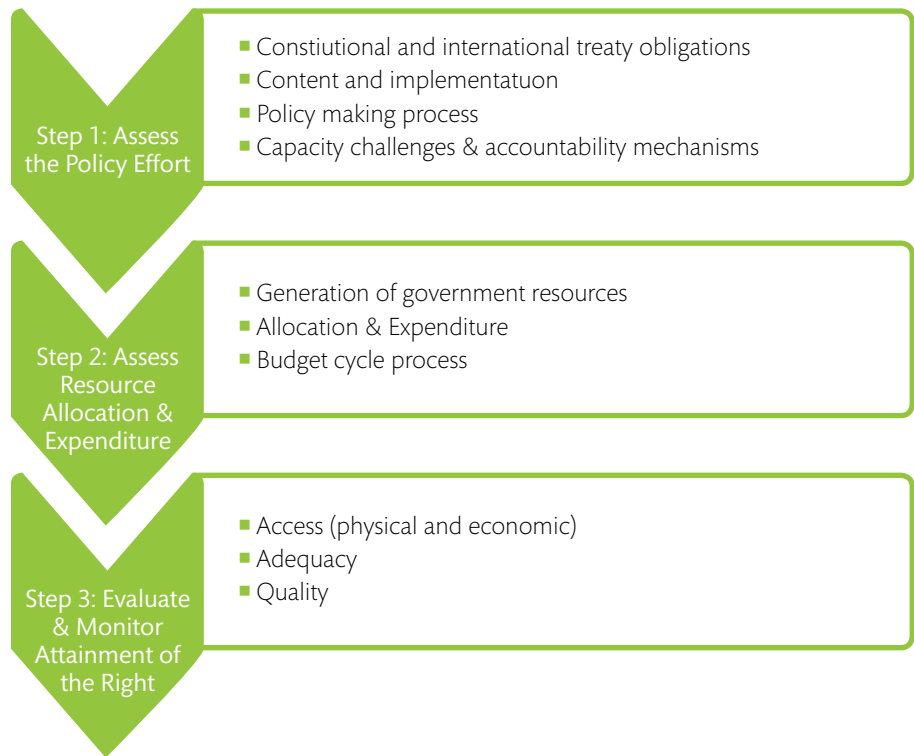 Step 1: Assess
the Policy Effort
■ Constiutional and international treaty obligations
■ Content and implementatuon
■ Policy making process
■ Capacity challenges & accountability mechanisms
Step 2: Assess
Resource
Allocation &
Expenditure
■ Generation of government resources
■ Allocation & Expenditure
■ Budget cycle process
Step 3: Evaluate
& Monitor
Attainment of
the Right
■ Access (physical and economic)
■ Adequacy
■ Quality